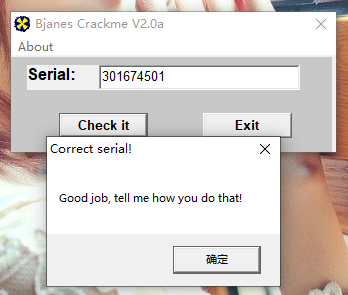 Bjanes Crackme V2.0a
About
Serial:
301674501
Check it
Exit
Correct serial!
Good job, tell me how you do that!
确定